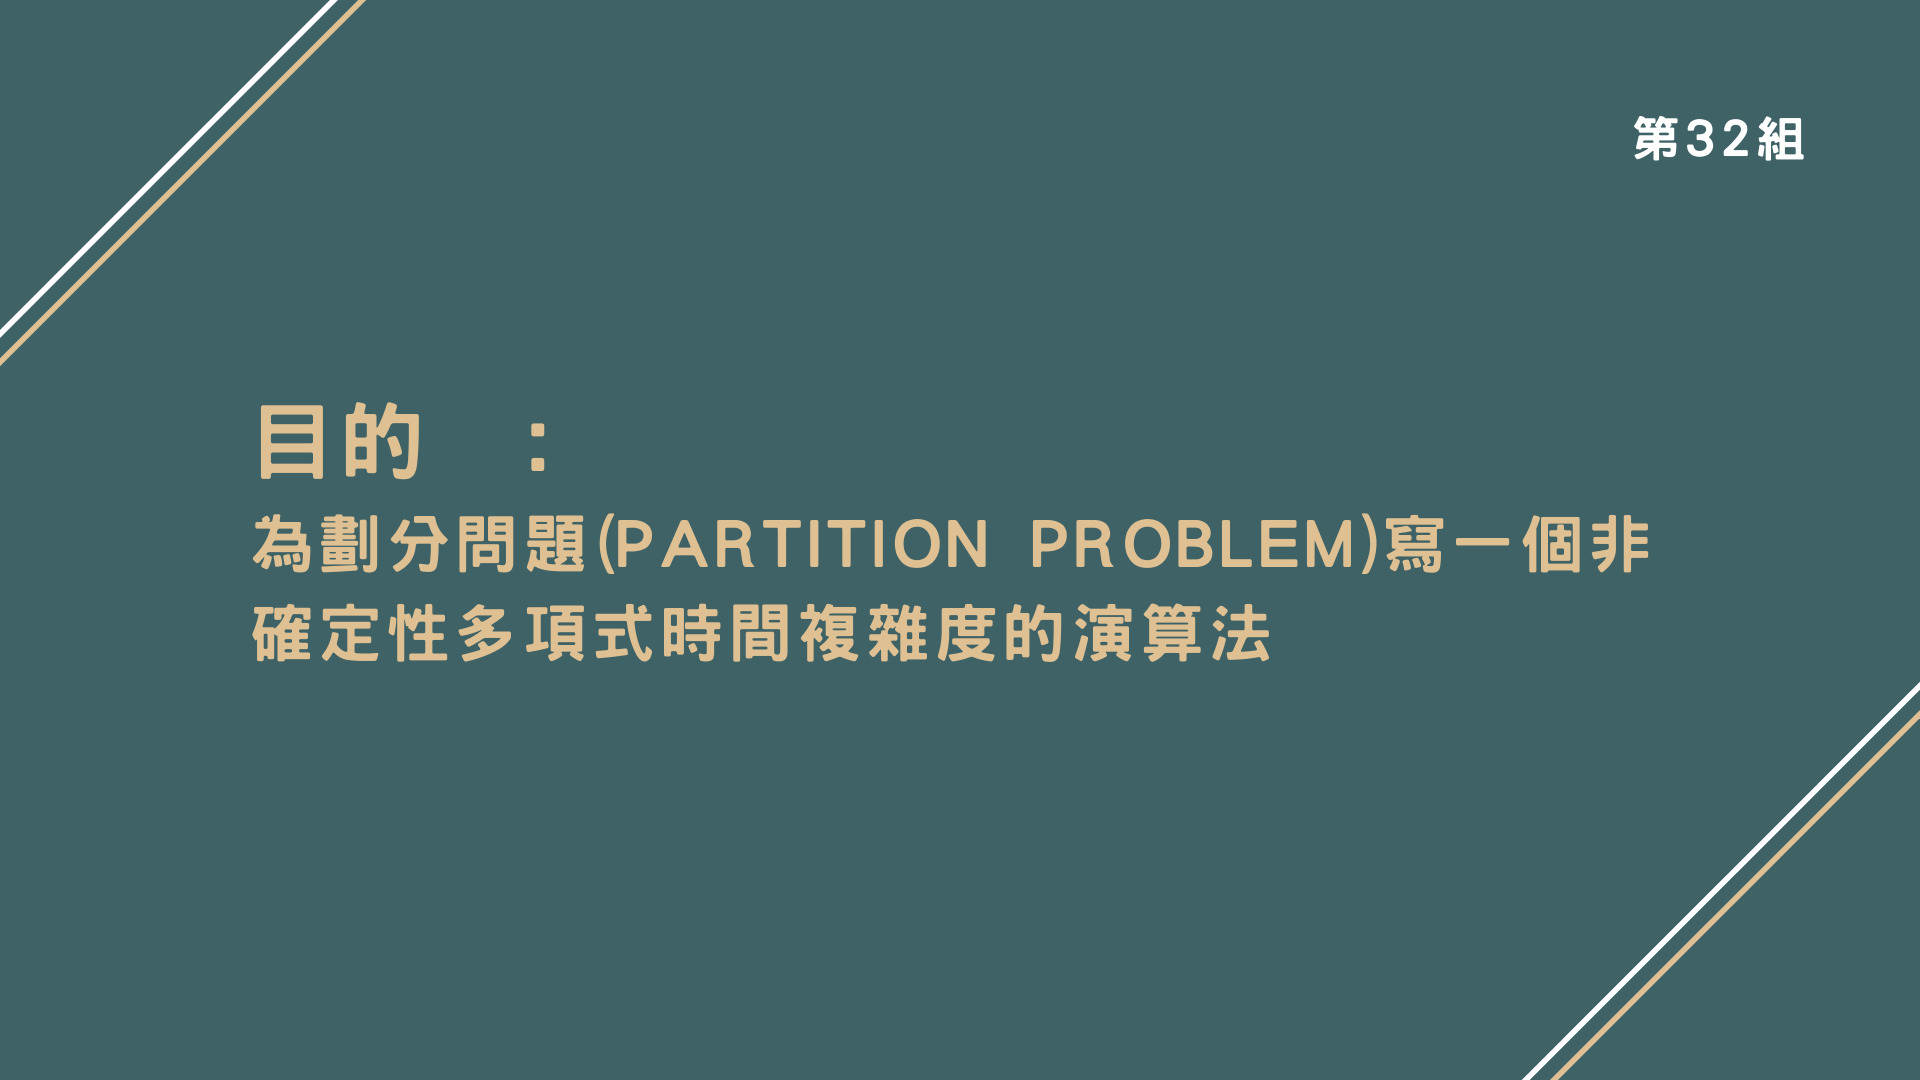 第32組
目的 :
為劃分問題(PARTITION PROBLEM)寫一個非
確定性多項式時間複雜度的演算法